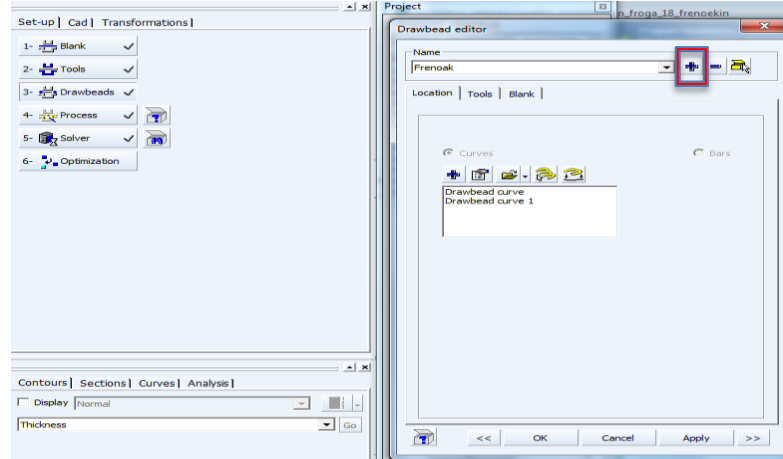 Project
n_froga_18_frenoekin
Set-up Cad Transformations
1- Blank
2- Tools
3- Drawbeads
4- Process
5- Solver
6- Optimization
Drawbead editor
Name
Frenoak
Location Tools Blank
Curves Bars
Drawbead curve
Drawbead curve 1
Contours Sections Curves Analysis
Display Normal
Thickness Go
<< OK Cancel Apply >>